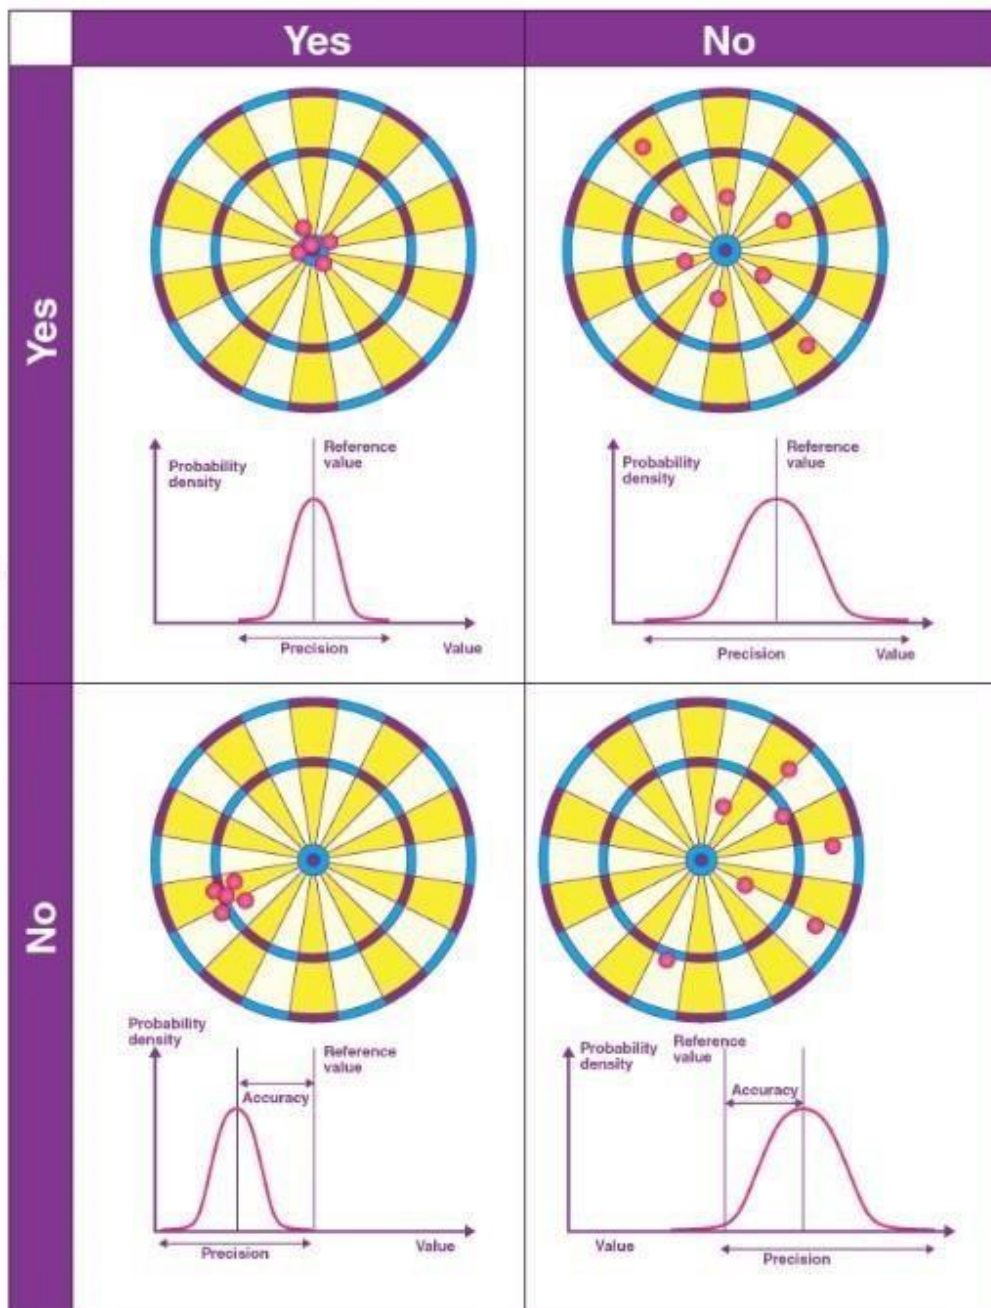 Yes
No
Yes
Probability
density
Reference
value
Precision
Value
Probability
density
Reference
value
Precision
Value
No
Probability
density
Reference
value
Accuracy
Precision
Value
Probability
density
Reference
value
Accuracy
Value
Precision